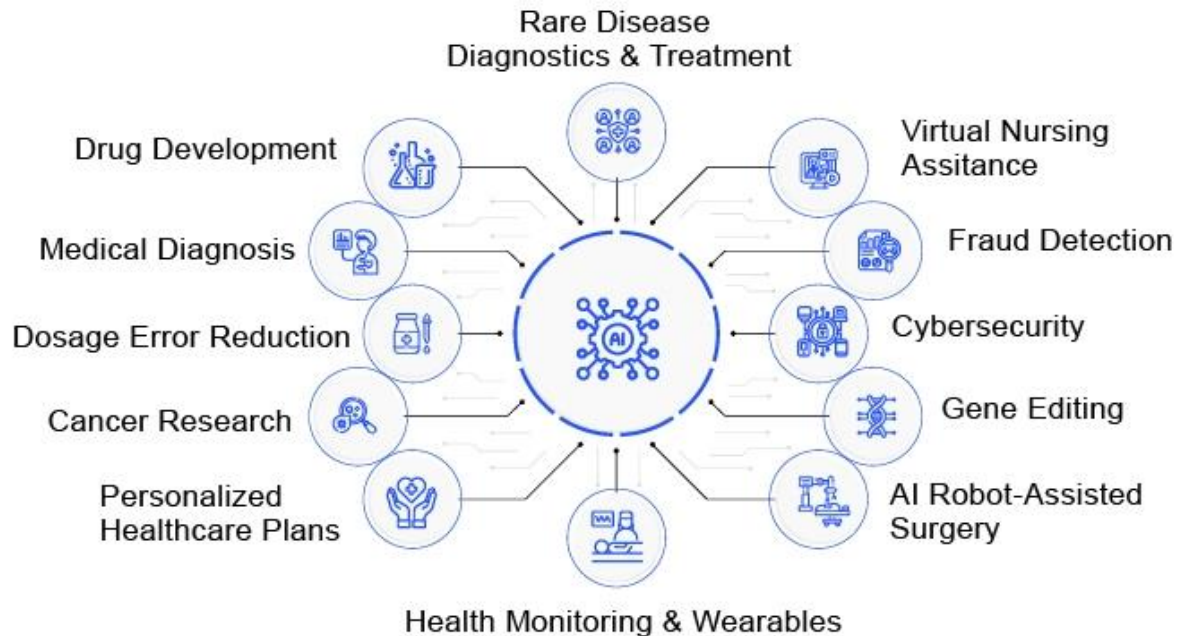 Rare Disease
Diagnostics & Treatment
Drug Development
Virtual Nursing
Assitance
Medical Diagnosis
Fraud Detection
Dosage Error Reduction
AI
Cybersecurity
Cancer Research
Gene Editing
Personalized
Healthcare Plans
AI Robot-Assisted
Surgery
Health Monitoring & Wearables